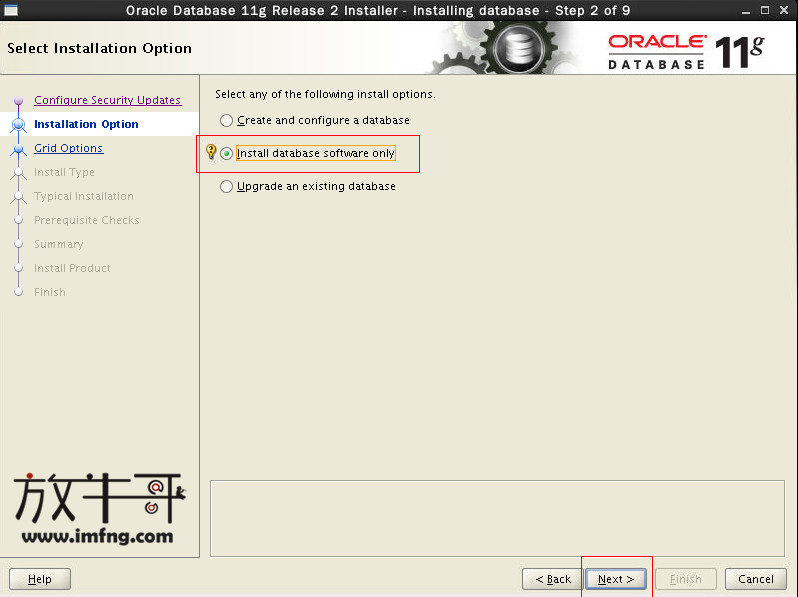 Oracle Database 11g Release 2 Installer - Installing database - Step 2 of 9
Select Installation Option
ORACLE
DATABASE 11g
Configure Security Updates
Installation Option
Grid Options
Install Type
Typical Installation
Prerequisite Checks
Summary
Install Product
Finish
Select any of the following install options.
Create and configure a database
Install database software only
Upgrade an existing database
放牛哥
www.imfng.com
Help
< Back
Next >
Finish
Cancel